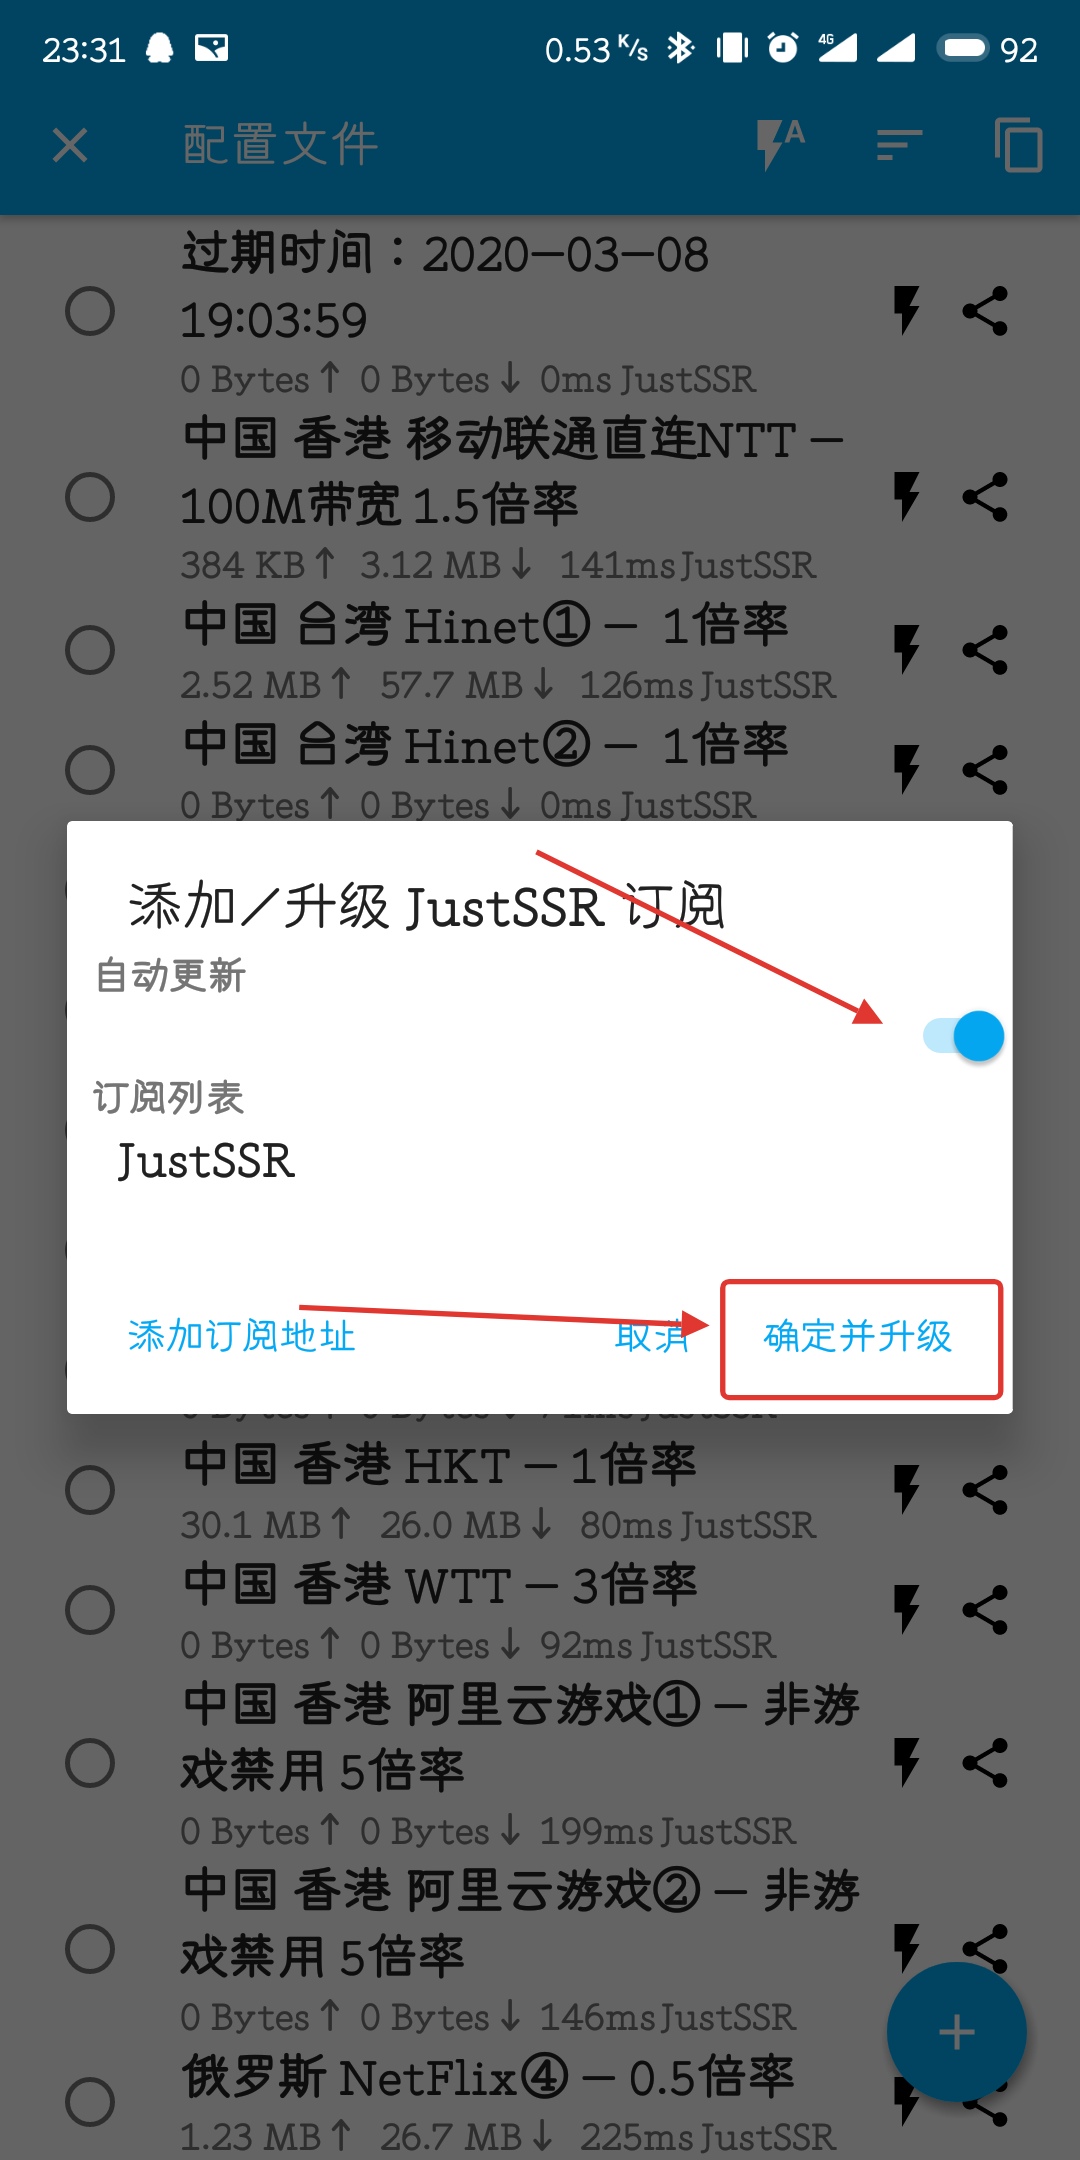 23:31 0.53 K/s 4G 92
配置文件
过期时间：2020-03-08
19:03:59
0 Bytes↑ 0 Bytes↓ 0ms JustSSR
中国 香港 移动联通直连NTT -
100M带宽 1.5倍率
384 KB↑ 3.12 MB↓ 141ms JustSSR
中国 台湾 Hinet① - 1倍率
2.52 MB↑ 57.7 MB↓ 126ms JustSSR
中国 台湾 Hinet② - 1倍率
0 Bytes↑ 0 Bytes↓ 0ms JustSSR
添加/升级 JustSSR 订阅
自动更新
订阅列表
JustSSR
添加订阅地址 取消 确定并升级
中国 香港 HKT - 1倍率
30.1 MB↑ 26.0 MB↓ 80ms JustSSR
中国 香港 WTT - 3倍率
0 Bytes↑ 0 Bytes↓ 92ms JustSSR
中国 香港 阿里云游戏① - 非游
戏禁用 5倍率
0 Bytes↑ 0 Bytes↓ 199ms JustSSR
中国 香港 阿里云游戏② - 非游
戏禁用 5倍率
0 Bytes↑ 0 Bytes↓ 146ms JustSSR
俄罗斯 NetFlix④ - 0.5倍率
1.23 MB↑ 26.7 MB↓ 225ms JustSSR